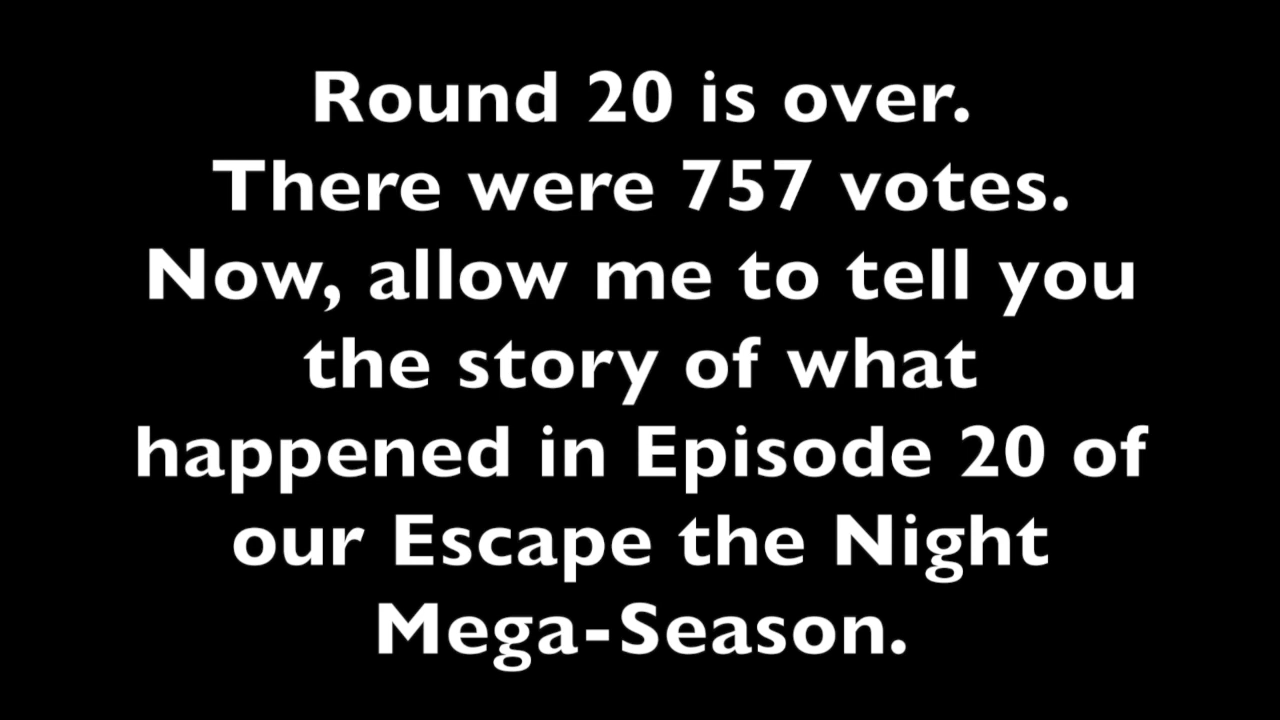 Round 20 is over.
There were 757 votes.
Now, allow me to tell you
the story of what
happened in Episode 20 of
our Escape the Night
Mega-Season.